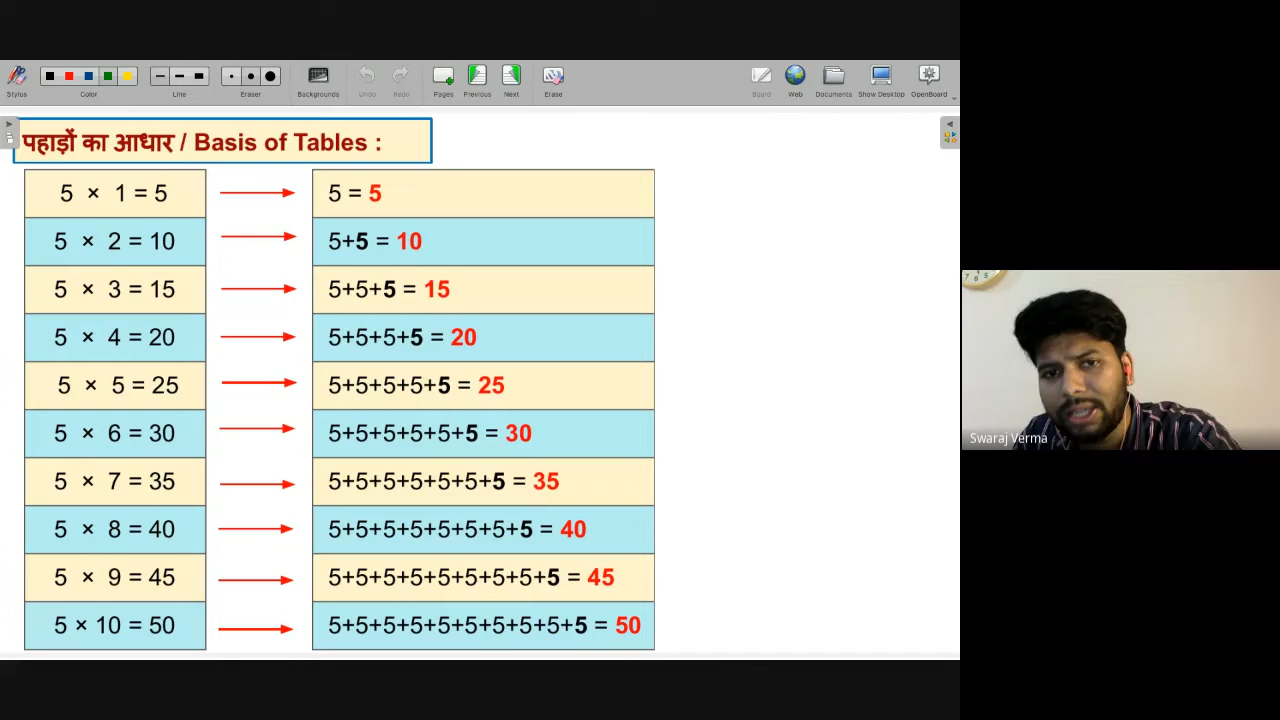 Stylus Color Line Eraser Backgrounds Undo Redo Pages Previous Next Erase Board Web Documents Show Desktop OpenBoard
पहाड़ों का आधार / Basis of Tables :
5 × 1 = 5 5 = 5
5 × 2 = 10 5+5 = 10
5 × 3 = 15 5+5+5 = 15
5 × 4 = 20 5+5+5+5 = 20
5 × 5 = 25 5+5+5+5+5 = 25
5 × 6 = 30 5+5+5+5+5+5 = 30
5 × 7 = 35 5+5+5+5+5+5+5 = 35
5 × 8 = 40 5+5+5+5+5+5+5+5 = 40
5 × 9 = 45 5+5+5+5+5+5+5+5+5 = 45
5 × 10 = 50 5+5+5+5+5+5+5+5+5+5 = 50
7 6 5
Swaraj Verma